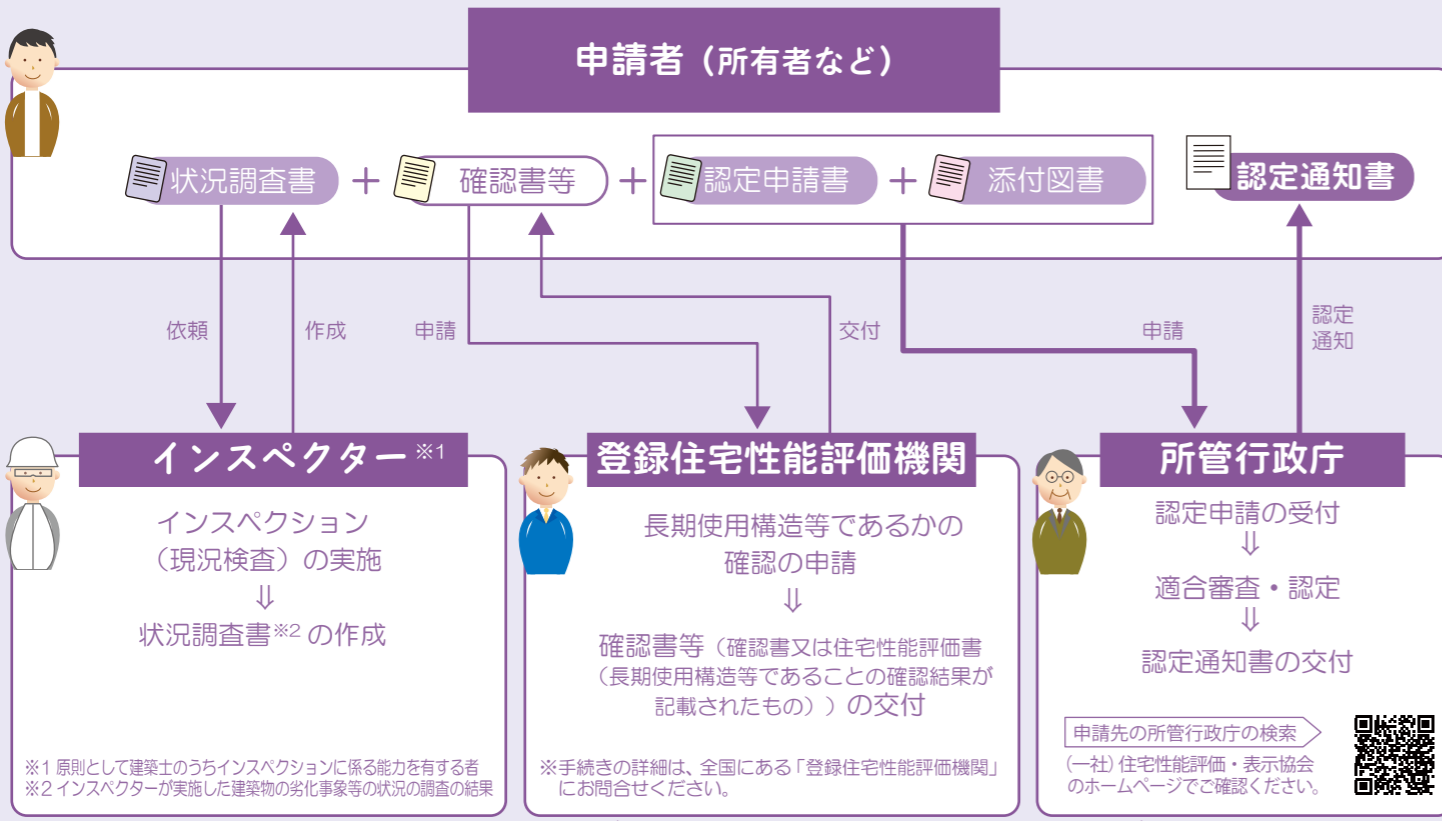 申請者（所有者など）
状況調査書 ＋ 確認書等 ＋ 認定申請書 ＋ 添付図書
認定通知書
依頼
作成
申請
交付
申請
認定
通知
インスペクター※1
インスペクション
（現況検査）の実施
⇓
状況調査書※2 の作成
※1 原則として建築士のうちインスペクションに係る能力を有する者
※2 インスペクターが実施した建築物の劣化事象等の状況の調査の結果
登録住宅性能評価機関
長期使用構造等であるかの
確認の申請
⇓
確認書等（確認書又は住宅性能評価書
（長期使用構造等であることの確認結果が
記載されたもの））の交付
※手続きの詳細は、全国にある「登録住宅性能評価機関」
にお問合せください。
所管行政庁
認定申請の受付
⇓
適合審査・認定
⇓
認定通知書の交付
申請先の所管行政庁の検索
(一社)住宅性能評価・表示協会
のホームページでご確認ください。